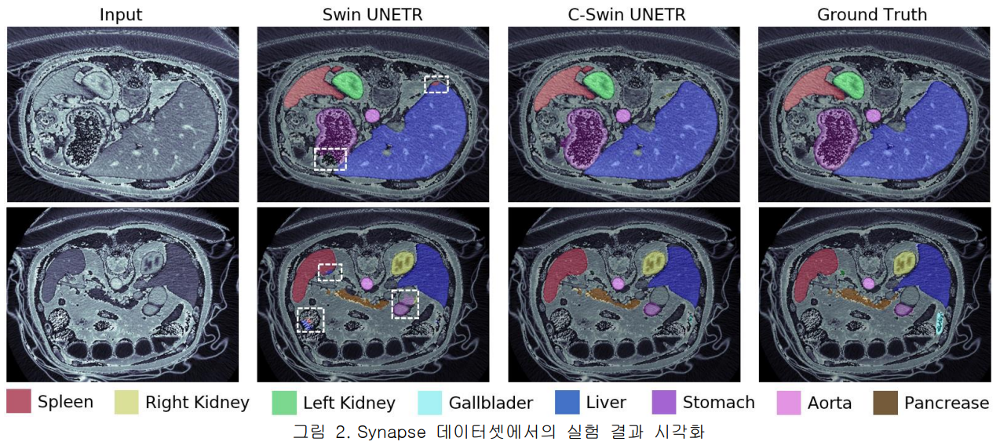 Input Swin UNETR C-Swin UNETR Ground Truth
Spleen Right Kidney Left Kidney Gallblader Liver Stomach Aorta Pancrease
그림 2. Synapse 데이터셋에서의 실험 결과 시각화